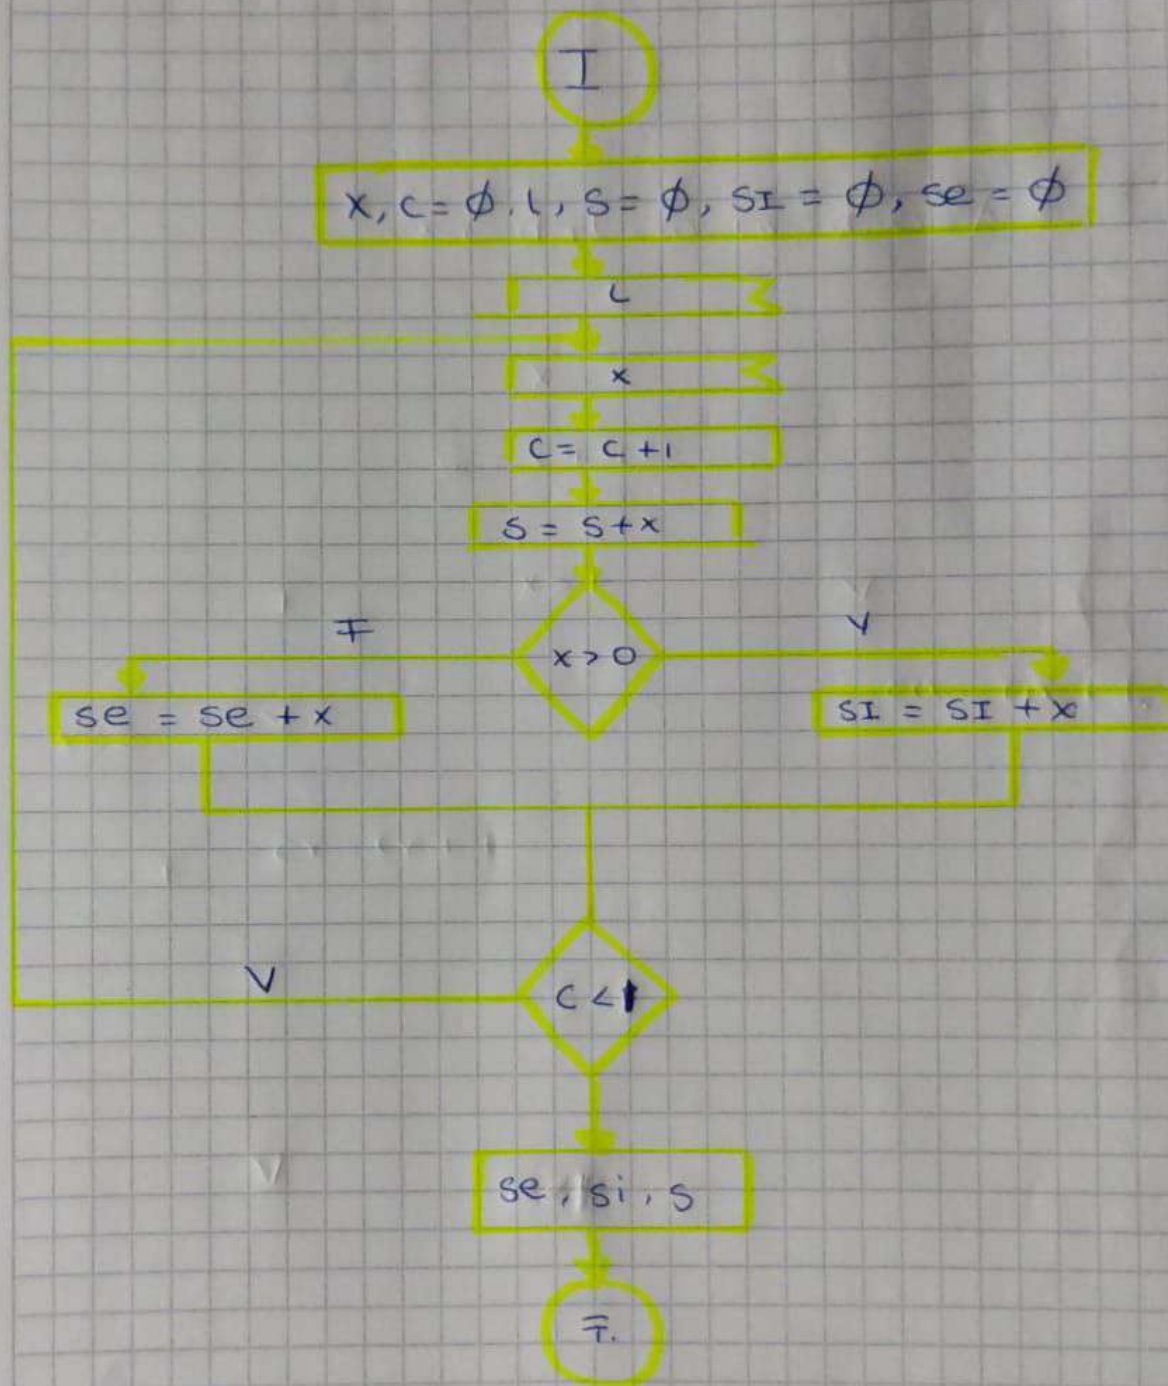 I
x, c = ϕ, l, s = ϕ, sI = ϕ, se = ϕ
L
x
c = c + 1
s = s + x
F
x > 0
V
se = se + x
sI = sI + x
V
c <
se, si, s
F.